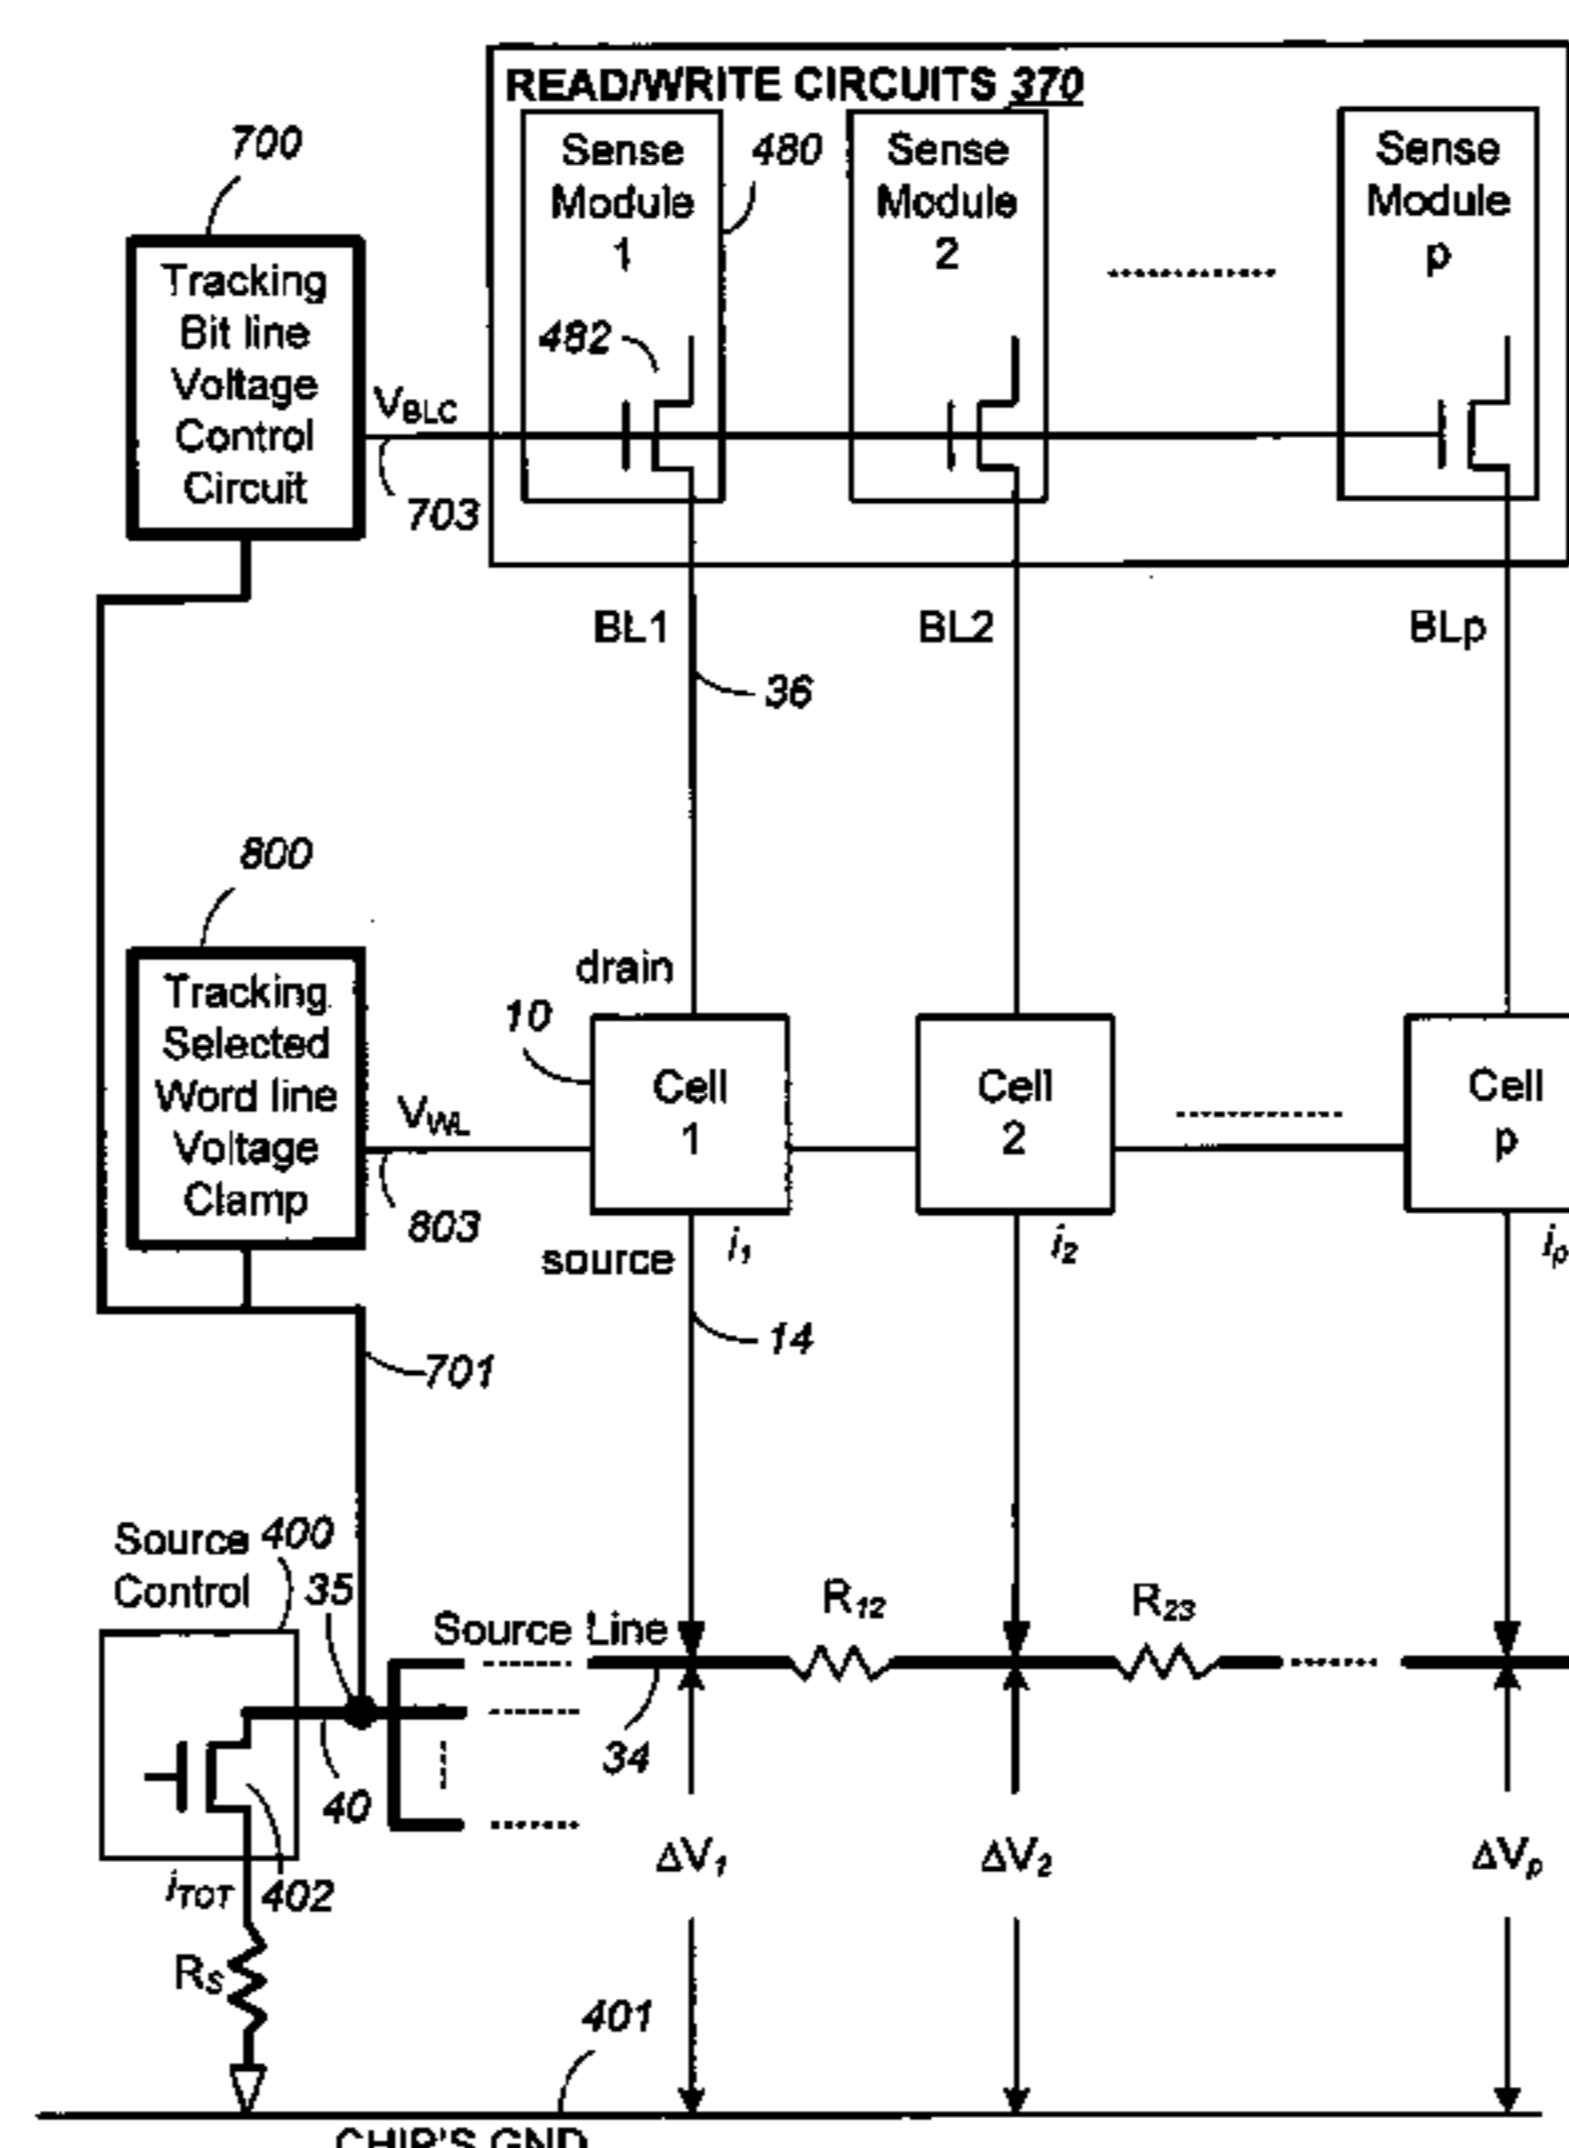 READ/WRITE CIRCUITS 370
700
Sense
Module
1
480
Sense
Module
2
Sense
Module
p
Tracking
Bit line
Voltage
Control
Circuit
482
VBLC
703
BL1
BL2
BLp
36
800
drain
10
Tracking
Selected
Word line
Voltage
Clamp
VWL
803
Cell
1
Cell
2
Cell
p
source
i1
i2
ip
14
701
Source
Control
400
35
Source Line
R12
R23
34
40
ΔV1
ΔV2
ΔVp
iTOT
402
RS
401
CHIP'S GND